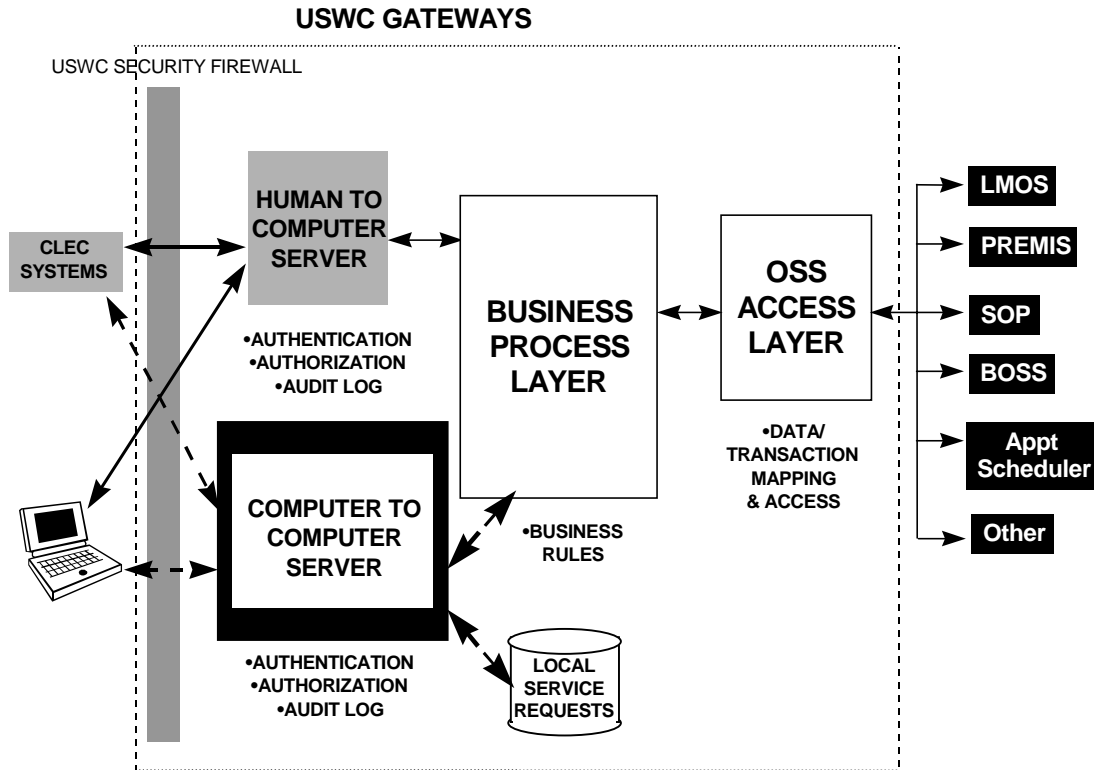 USWC GATEWAYS
USWC SECURITY FIREWALL
CLEC
SYSTEMS
HUMAN TO
COMPUTER
SERVER
•AUTHENTICATION
•AUTHORIZATION
•AUDIT LOG
COMPUTER TO
COMPUTER
SERVER
•AUTHENTICATION
•AUTHORIZATION
•AUDIT LOG
BUSINESS
PROCESS
LAYER
•BUSINESS
RULES
LOCAL
SERVICE
REQUESTS
OSS
ACCESS
LAYER
•DATA/
TRANSACTION
MAPPING
& ACCESS
LMOS
PREMIS
SOP
BOSS
Appt
Scheduler
Other